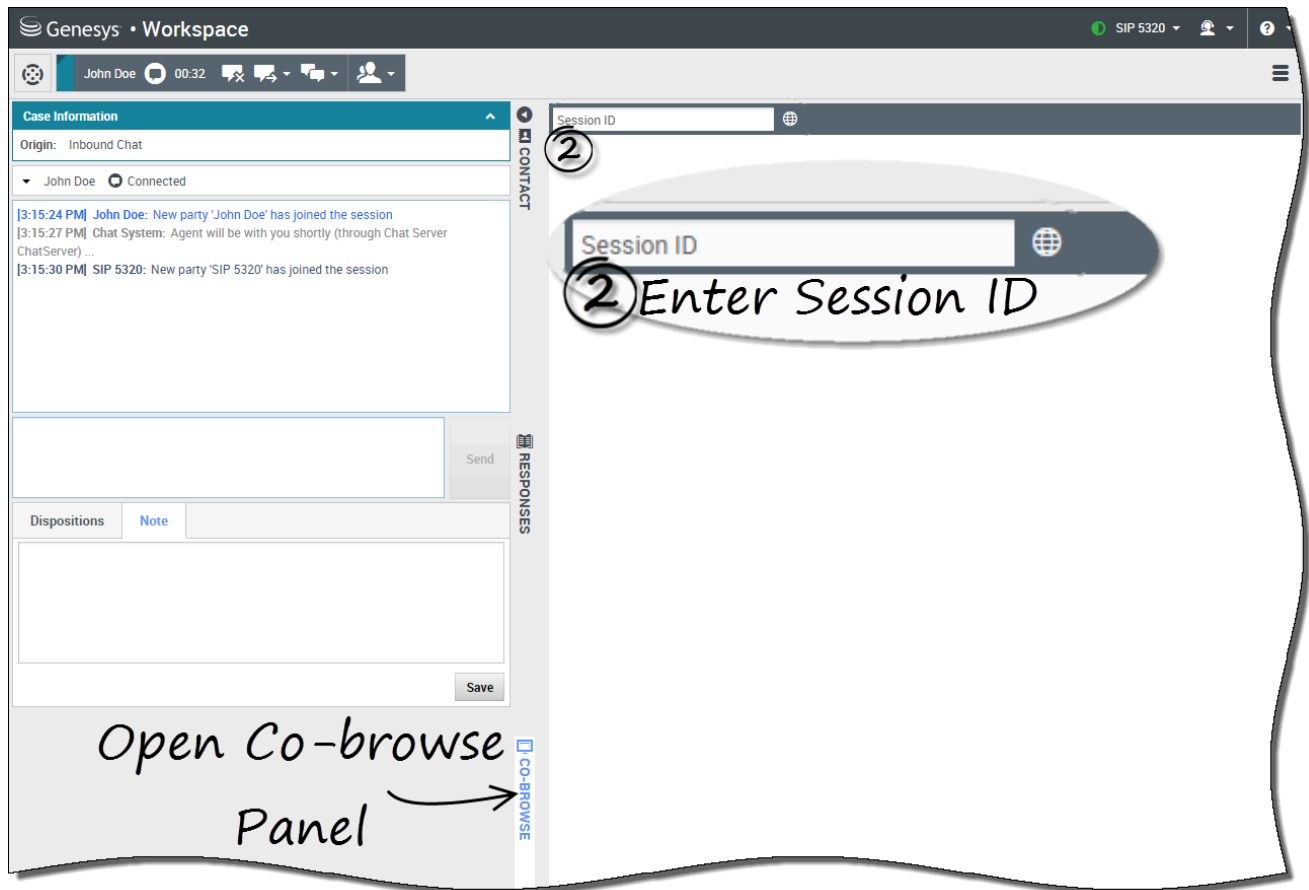 Genesys • Workspace
SIP 5320
?
John Doe 00:32
Case Information
Origin: Inbound Chat
John Doe Connected
[3:15:24 PM] John Doe: New party 'John Doe' has joined the session
[3:15:27 PM] Chat System: Agent will be with you shortly (through Chat Server
ChatServer) ...
[3:15:30 PM] SIP 5320: New party 'SIP 5320' has joined the session
Send
Dispositions Note
Save
Open Co-browse
Panel
CONTACT
RESPONSES
CO-BROWSE
Session ID
2
Session ID
2 Enter Session ID